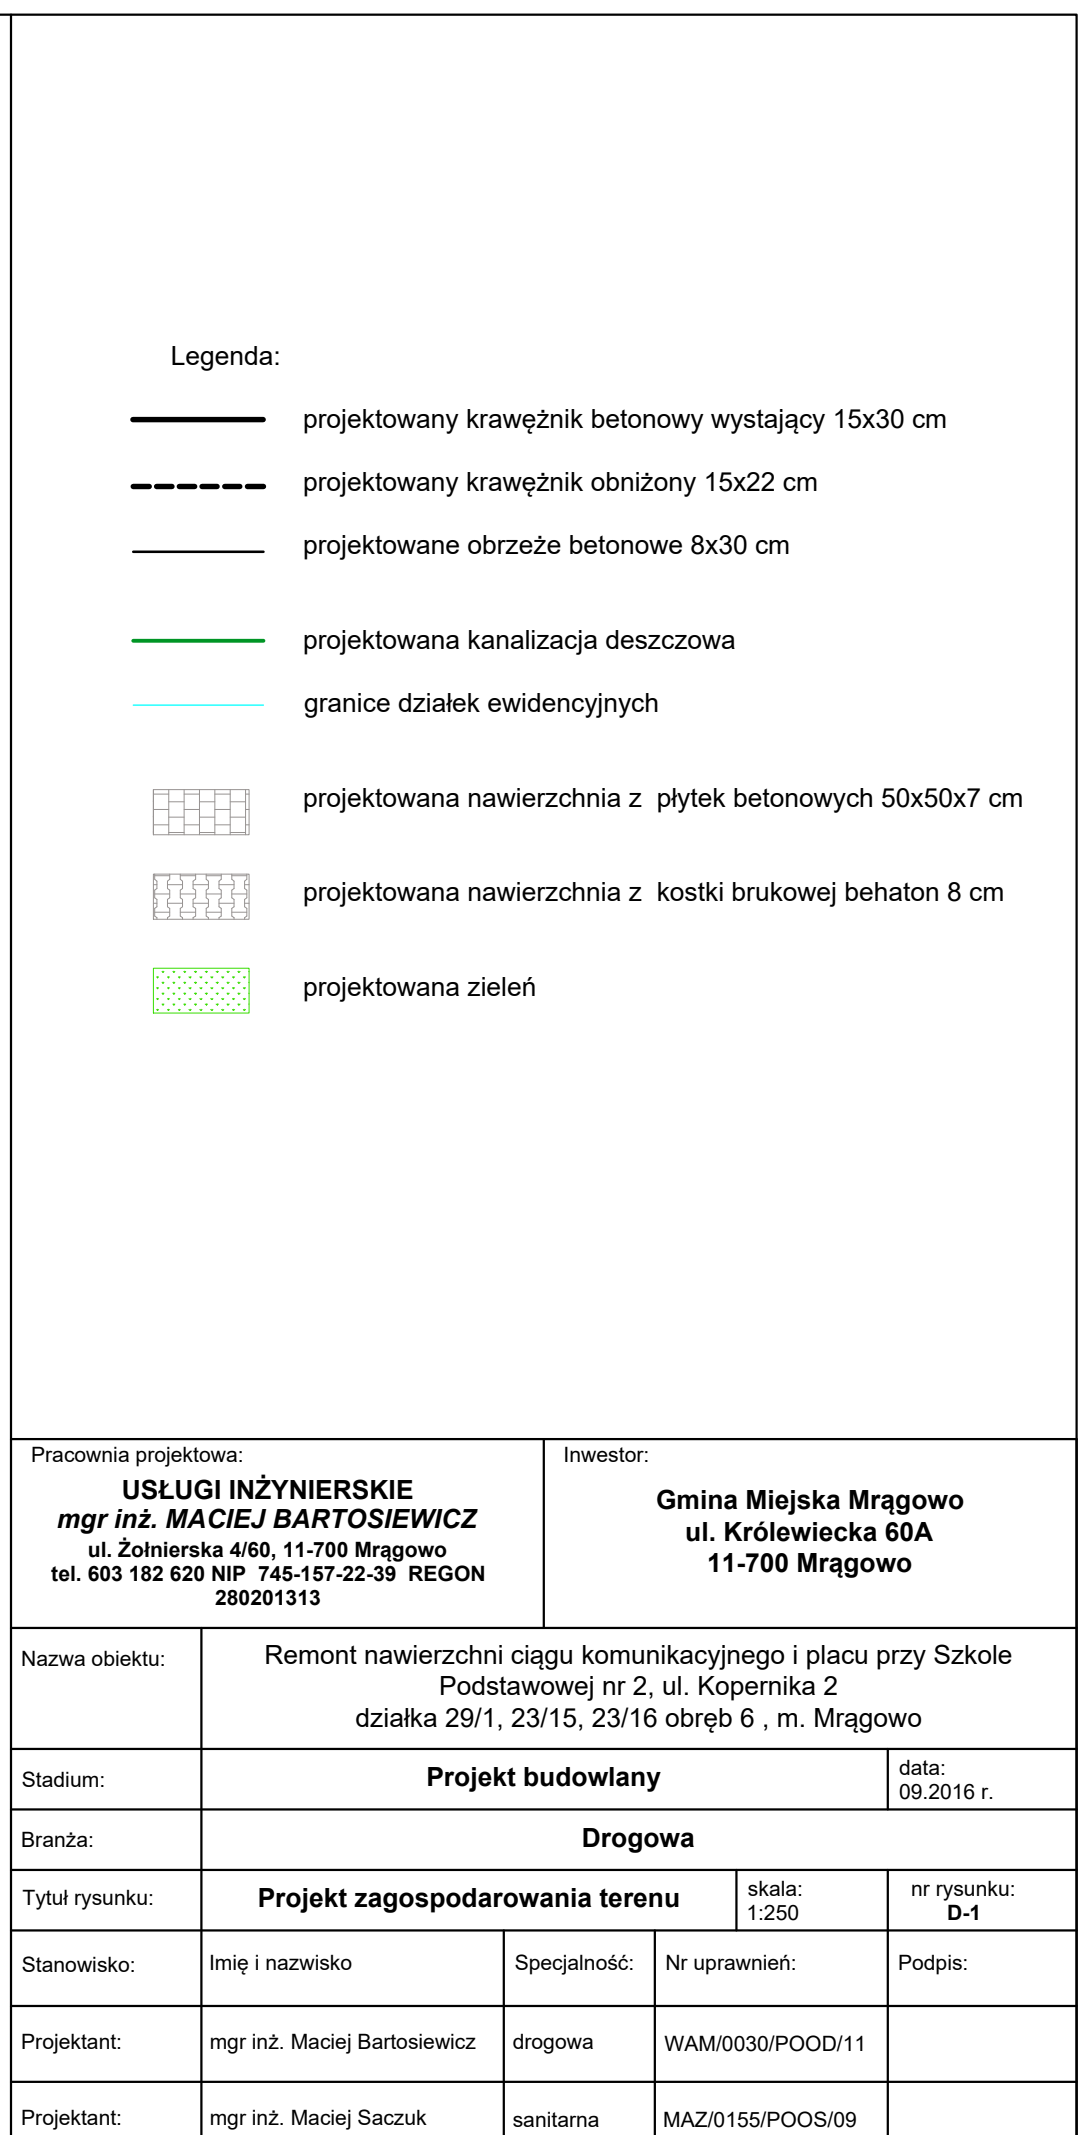 Legenda:
projektowany krawężnik betonowy wystający 15x30 cm
projektowany krawężnik obniżony 15x22 cm
projektowane obrzeże betonowe 8x30 cm
projektowana kanalizacja deszczowa
granice działek ewidencyjnych
projektowana nawierzchnia z  płytek betonowych 50x50x7 cm
projektowana nawierzchnia z  kostki brukowej behaton 8 cm
projektowana zieleń
Pracownia projektowa:
USŁUGI INŻYNIERSKIE
mgr inż. MACIEJ BARTOSIEWICZ
ul. Żołnierska 4/60, 11-700 Mrągowo
tel. 603 182 620 NIP  745-157-22-39  REGON
280201313
Inwestor:
Gmina Miejska Mrągowo
ul. Królewiecka 60A
11-700 Mrągowo
Nazwa obiektu:
Remont nawierzchni ciągu komunikacyjnego i placu przy Szkole
Podstawowej nr 2, ul. Kopernika 2
działka 29/1, 23/15, 23/16 obręb 6 , m. Mrągowo
Stadium:
Projekt budowlany
data:
09.2016 r.
Branża:
Drogowa
Tytuł rysunku:
Projekt zagospodarowania terenu
skala:
1:250
nr rysunku:
D-1
Stanowisko:
Imię i nazwisko
Specjalność:
Nr uprawnień:
Podpis:
Projektant:
mgr inż. Maciej Bartosiewicz
drogowa
WAM/0030/POOD/11
Projektant:
mgr inż. Maciej Saczuk
sanitarna
MAZ/0155/POOS/09